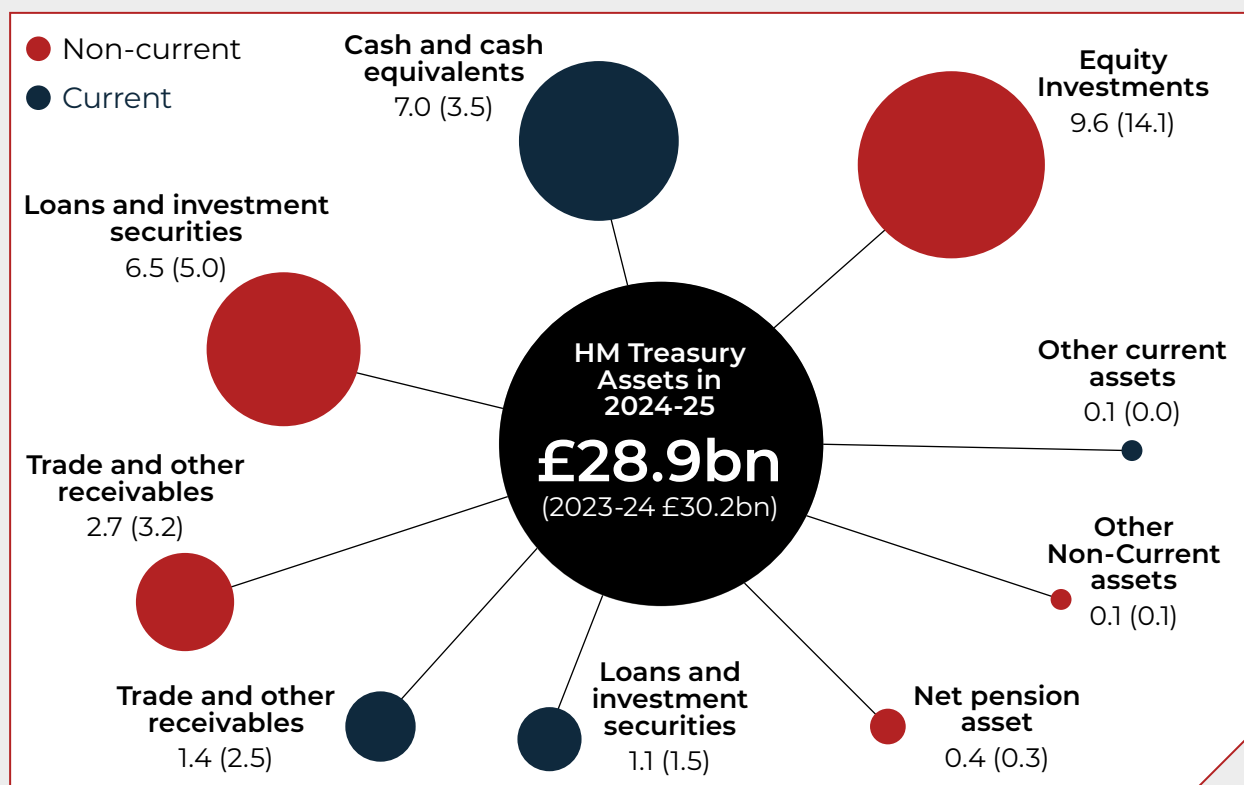 Non-current
Current
Cash and cash
equivalents
7.0 (3.5)
Equity
Investments
9.6 (14.1)
Loans and investment
securities
6.5 (5.0)
HM Treasury
Assets in
2024-25
£28.9bn
(2023-24 £30.2bn)
Other current
assets
0.1 (0.0)
Trade and other
receivables
2.7 (3.2)
Other
Non-Current
assets
0.1 (0.1)
Trade and other
receivables
1.4 (2.5)
Loans and
investment
securities
1.1 (1.5)
Net pension
asset
0.4 (0.3)